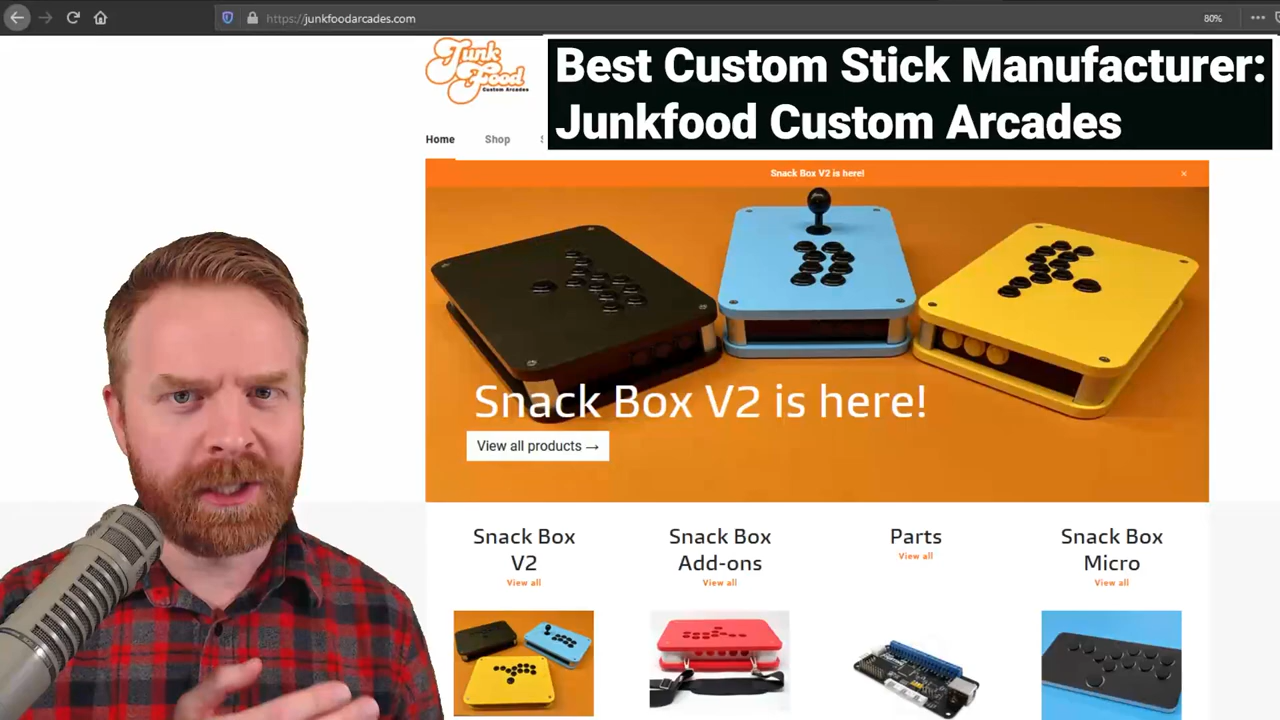 https://junkfoodarcades.com
80%
Junk
Food
Custom Arcades
Best Custom Stick Manufacturer:
Junkfood Custom Arcades
Home
Shop
Snack Box V2 is here!
Snack Box V2 is here!
View all products →
Snack Box
V2
View all
Snack Box
Add-ons
View all
Parts
View all
Snack Box
Micro
View all